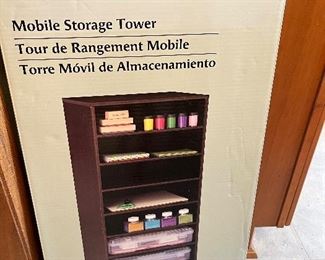 Mobile Storage Tower
Tour de Rangement Mobile
Torre Móvil de Almacenamiento